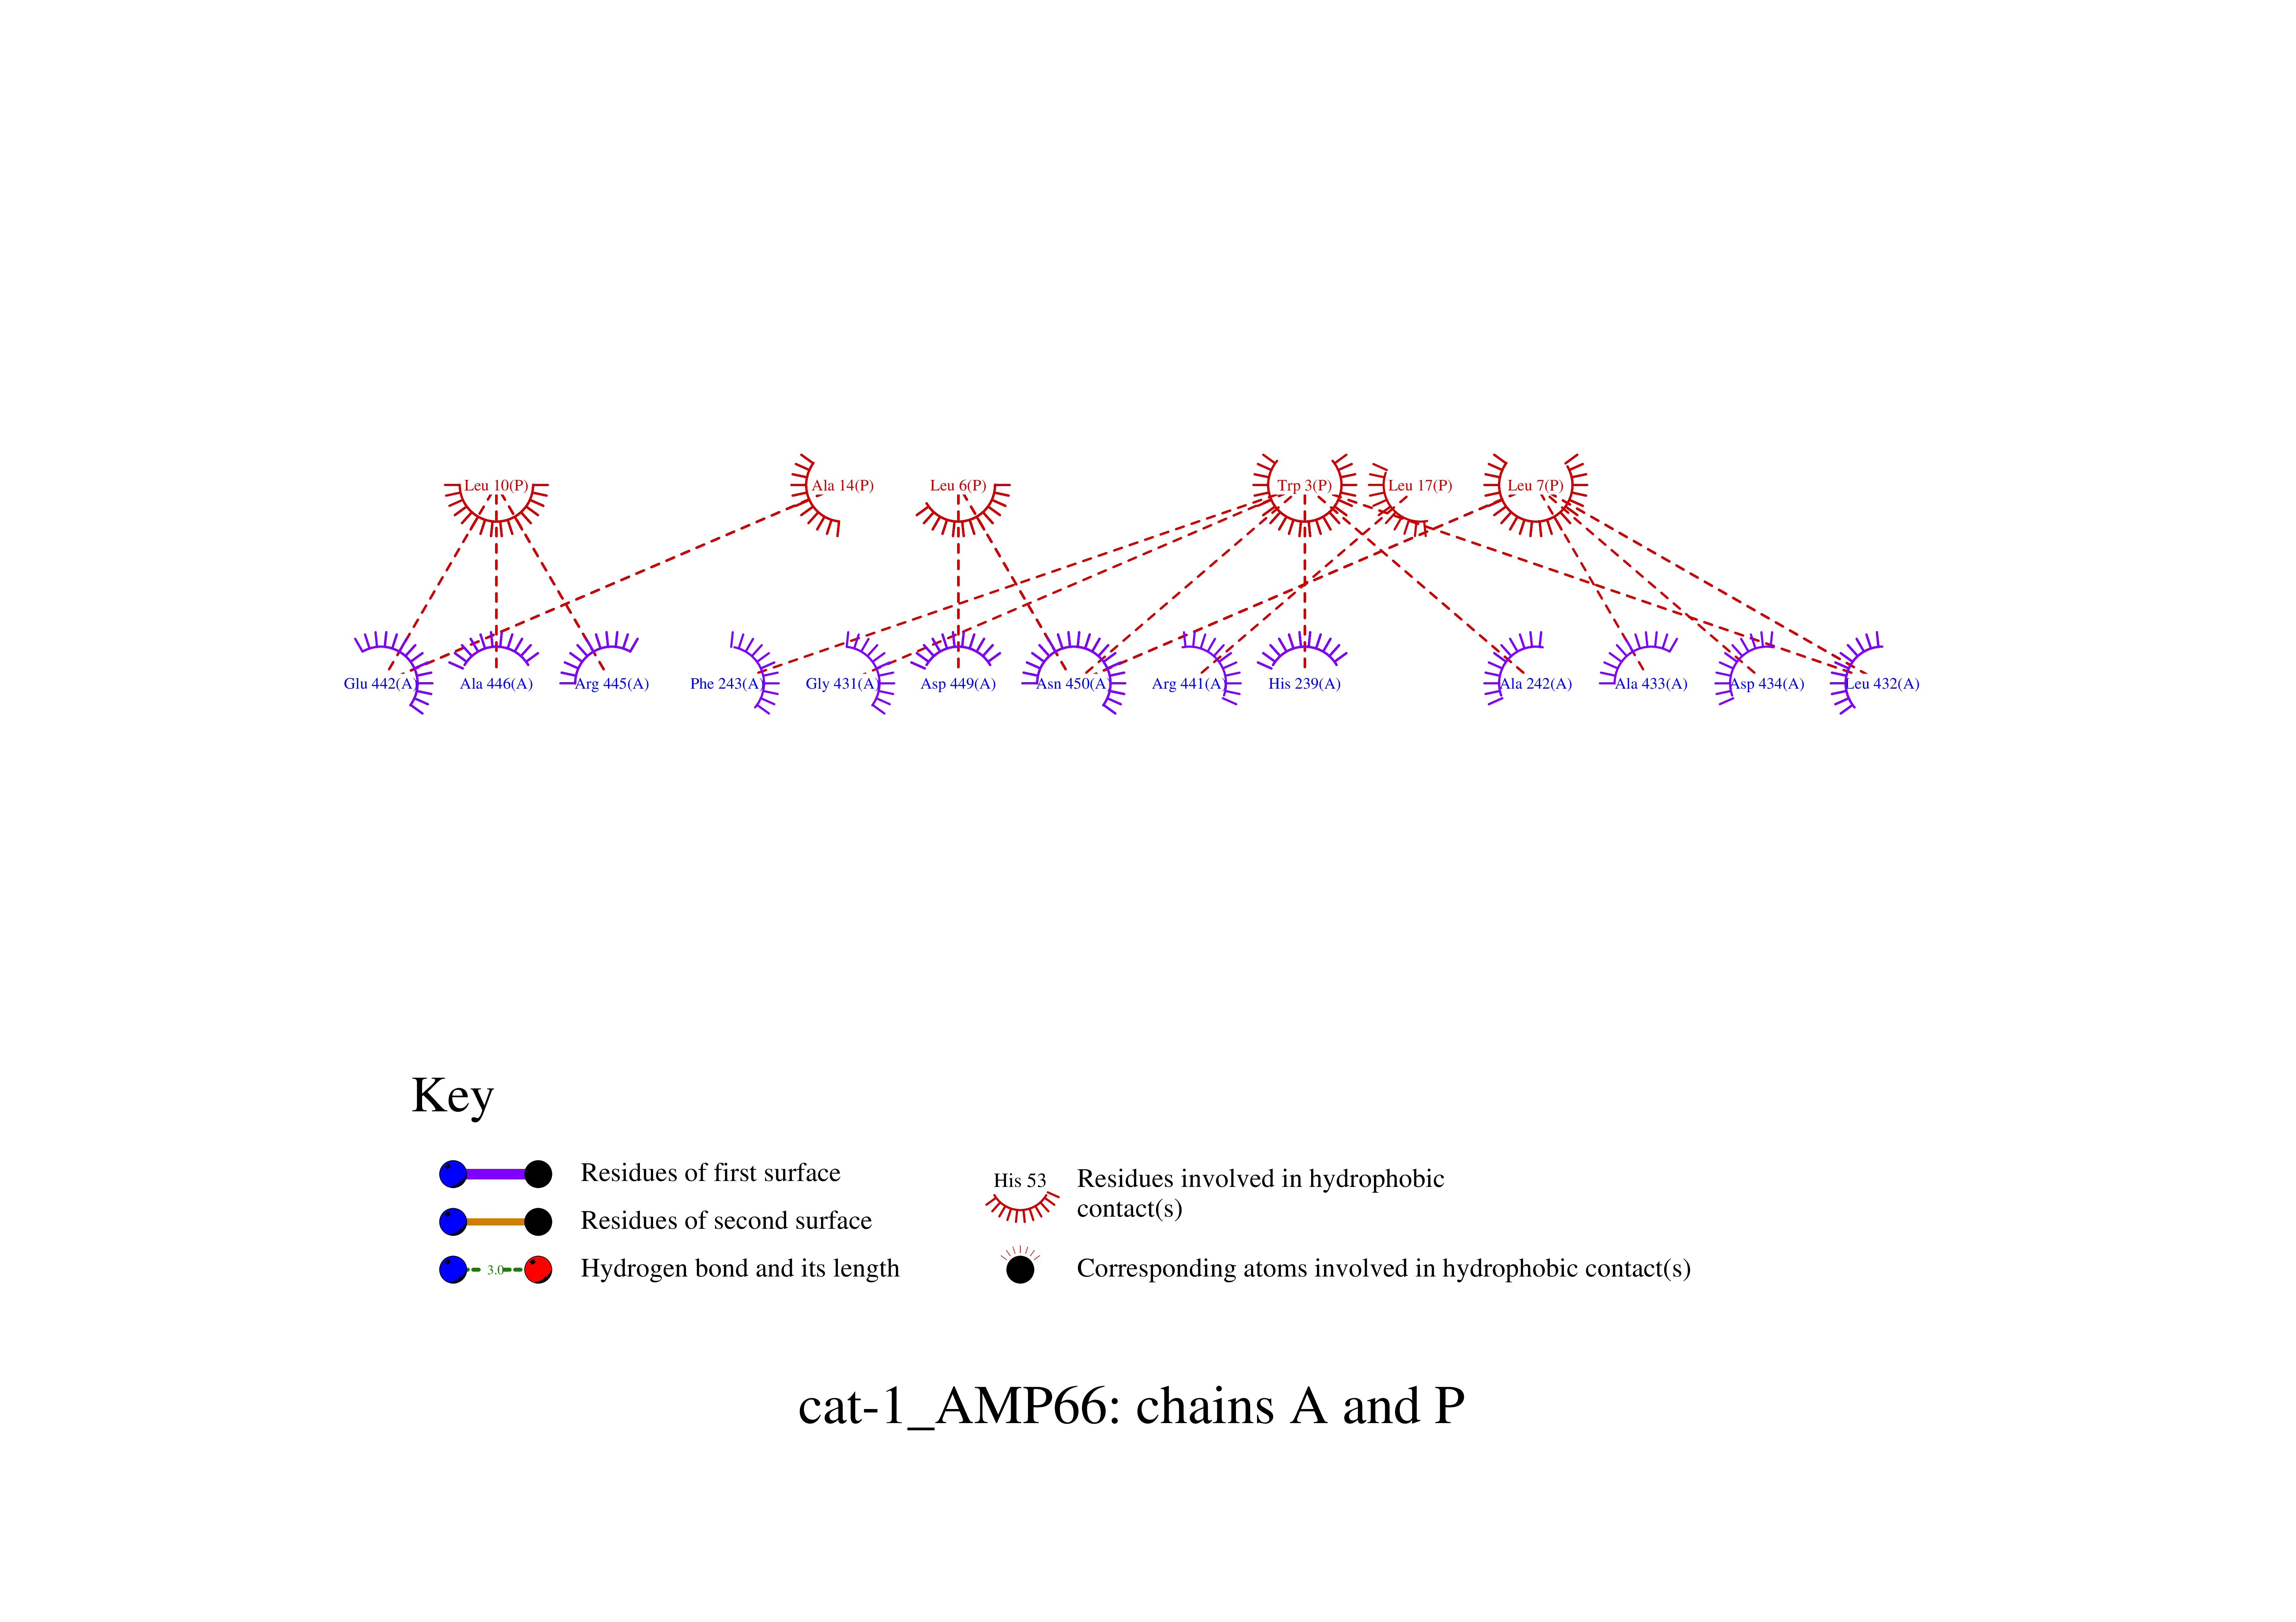 Leu 10(P) Ala 14(P) Leu 6(P) Trp 3(P) Leu 17(P) Leu 7(P)
Glu 442(A) Ala 446(A) Arg 445(A) Phe 243(A) Gly 431(A) Asp 449(A) Asn 450(A) Arg 441(A) His 239(A) Ala 242(A) Ala 433(A) Asp 434(A) Leu 432(A)
Key
Residues of first surface
Residues of second surface
3.0 Hydrogen bond and its length
His 53 Residues involved in hydrophobic
contact(s)
Corresponding atoms involved in hydrophobic contact(s)
cat-1_AMP66: chains A and P